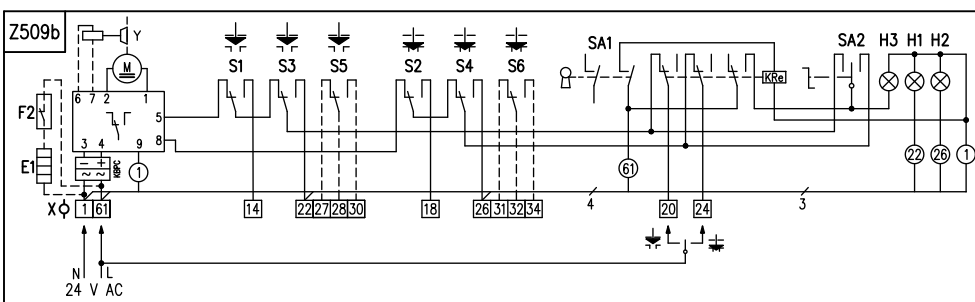 Z509b
Y
M
S1 S3 S5 S2 S4 S6 SA1 SA2 H3 H1 H2
KRe
6 7 2 1
F2
5
8
3 4 9
E1
− +
~ ~
KBPC
1
61
22 26 1
X 1 61 14 22 27 28 30 18 26 31 32 34 4 20 24 3
N L
24 V AC